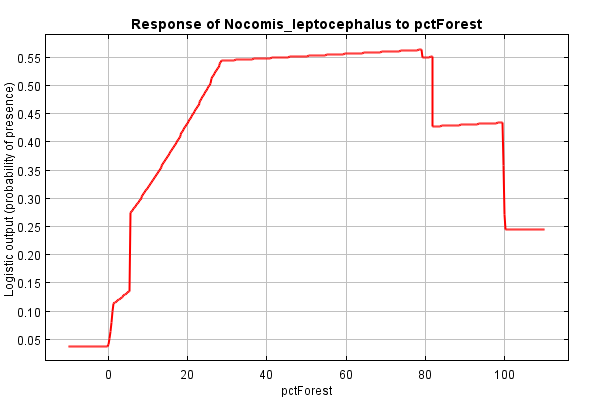 Response of Nocomis_leptocephalus to pctForest
Logistic output (probability of presence)
0.55
0.50
0.45
0.40
0.35
0.30
0.25
0.20
0.15
0.10
0.05
0 20 40 60 80 100
pctForest